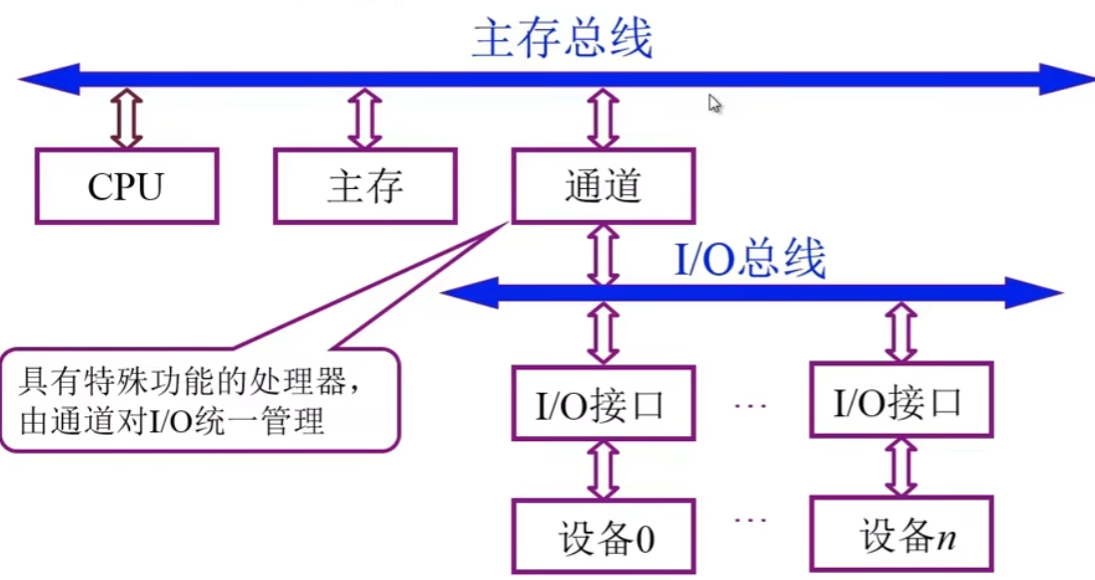 主存总线
CPU
主存
通道
I/O总线
具有特殊功能的处理器，
由通道对I/O统一管理
I/O接口
…
I/O接口
设备0
…
设备n